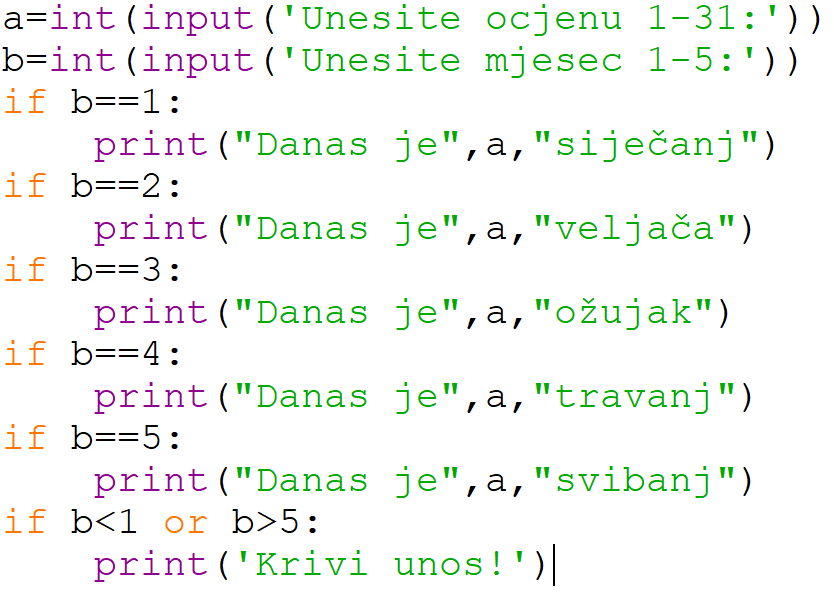 a=int(input('Unesite ocjenu 1-31:'))
b=int(input('Unesite mjesec 1-5:'))
if b==1:
    print("Danas je",a,"siječanj")
if b==2:
    print("Danas je",a,"veljača")
if b==3:
    print("Danas je",a,"ožujak")
if b==4:
    print("Danas je",a,"travanj")
if b==5:
    print("Danas je",a,"svibanj")
if b<1 or b>5:
    print('Krivi unos!')